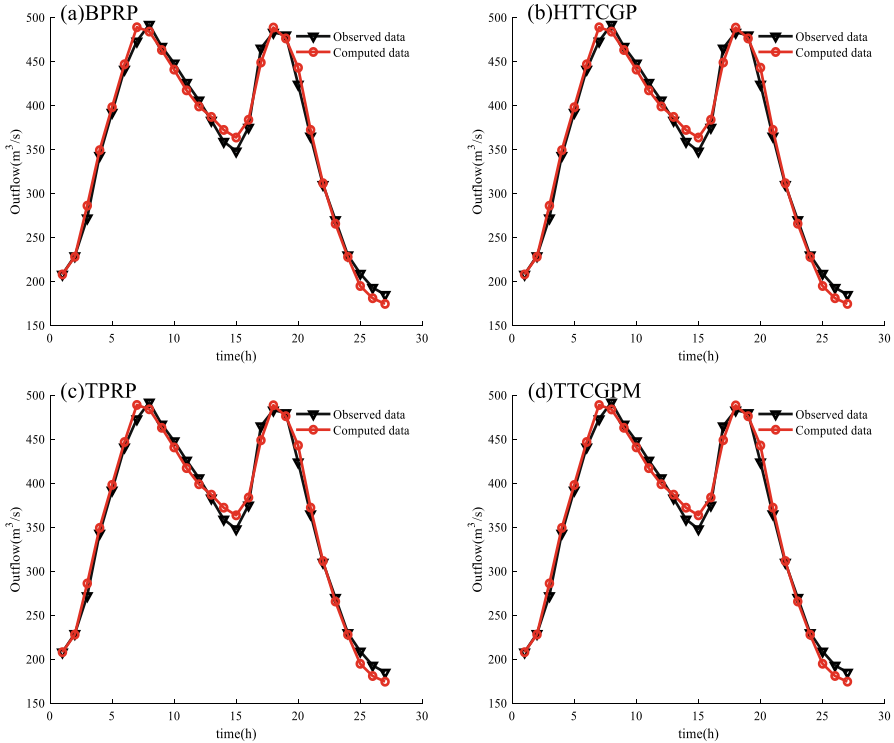 (a)BPRP
Observed data
Computed data
500
450
400
350
300
250
200
150
Outflow(m³/s)
0 5 10 15 20 25 30
time(h)
(b)HTTCGP
Observed data
Computed data
500
450
400
350
300
250
200
150
Outflow(m³/s)
0 5 10 15 20 25 30
time(h)
(c)TPRP
Observed data
Computed data
500
450
400
350
300
250
200
150
Outflow(m³/s)
0 5 10 15 20 25 30
time(h)
(d)TTCGPM
Observed data
Computed data
500
450
400
350
300
250
200
150
Outflow(m³/s)
0 5 10 15 20 25 30
time(h)